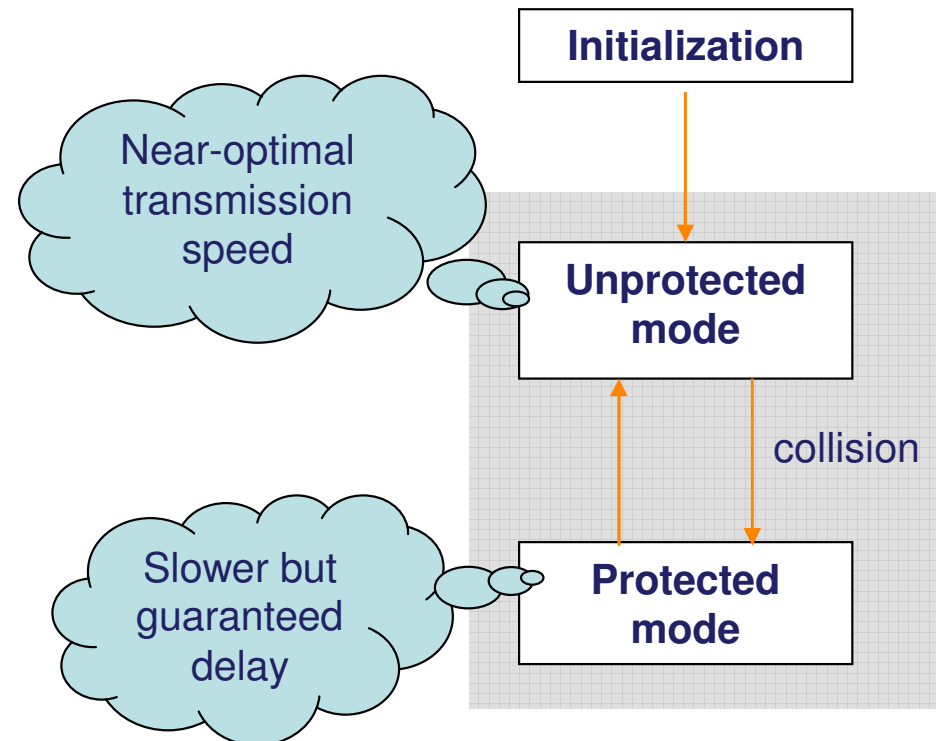 Initialization
Near-optimal
transmission
speed
Unprotected
mode
collision
Slower but
guaranteed
delay
Protected
mode